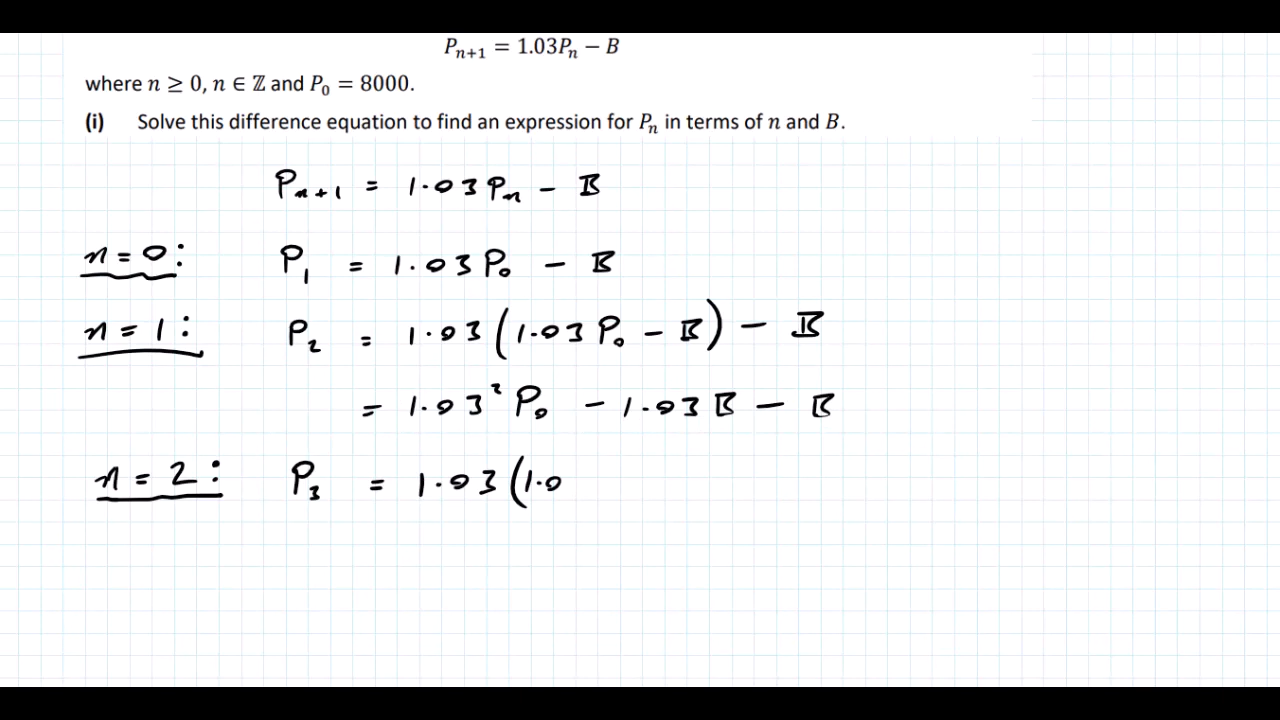 Pₙ₊₁ = 1.03Pₙ − B
where n ≥ 0, n ∈ ℤ and P₀ = 8000.
(i) Solve this difference equation to find an expression for Pₙ in terms of n and B.
Pₙ₊₁ = 1.03Pₙ − B
n = 0: P₁ = 1.03P₀ − B
n = 1: P₂ = 1.03(1.03P₀ − B) − B
= 1.03²P₀ − 1.03B − B
n = 2: P₃ = 1.03(1.0